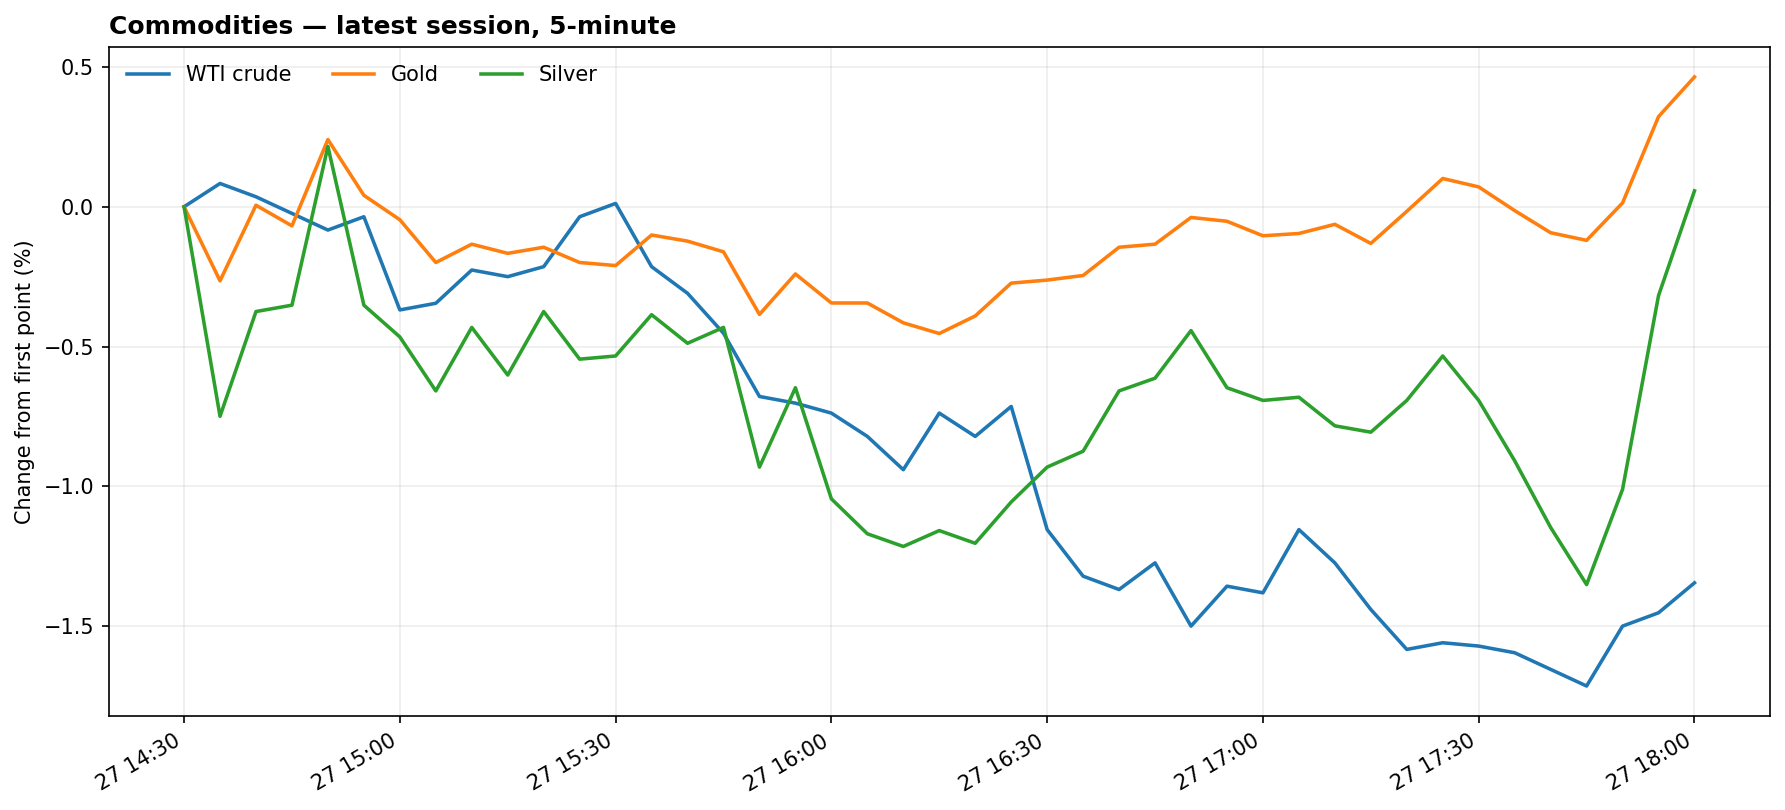 Commodities — latest session, 5-minute
WTI crude
Gold
Silver
Change from first point (%)
0.5
0.0
−0.5
−1.0
−1.5
27 14:30
27 15:00
27 15:30
27 16:00
27 16:30
27 17:00
27 17:30
27 18:00